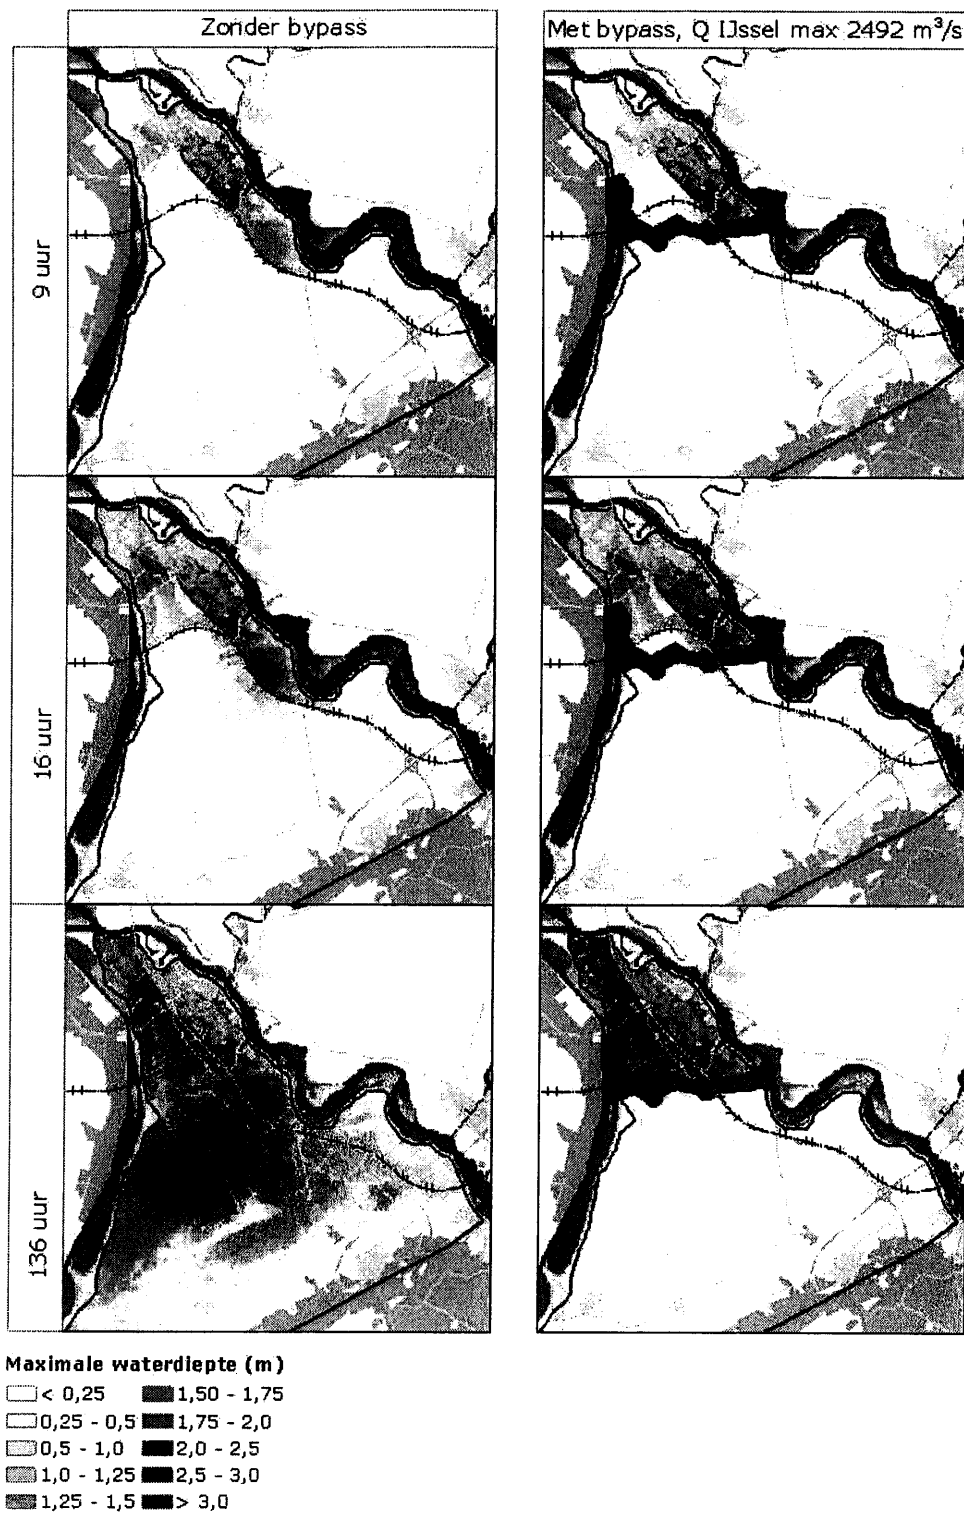 Zonder bypass
Met bypass, Q IJssel max 2492 m³/s
9 uur
16 uur
136 uur
Maximale waterdiepte (m)
< 0,25
1,50 - 1,75
0,25 - 0,5
1,75 - 2,0
0,5 - 1,0
2,0 - 2,5
1,0 - 1,25
2,5 - 3,0
1,25 - 1,5
> 3,0